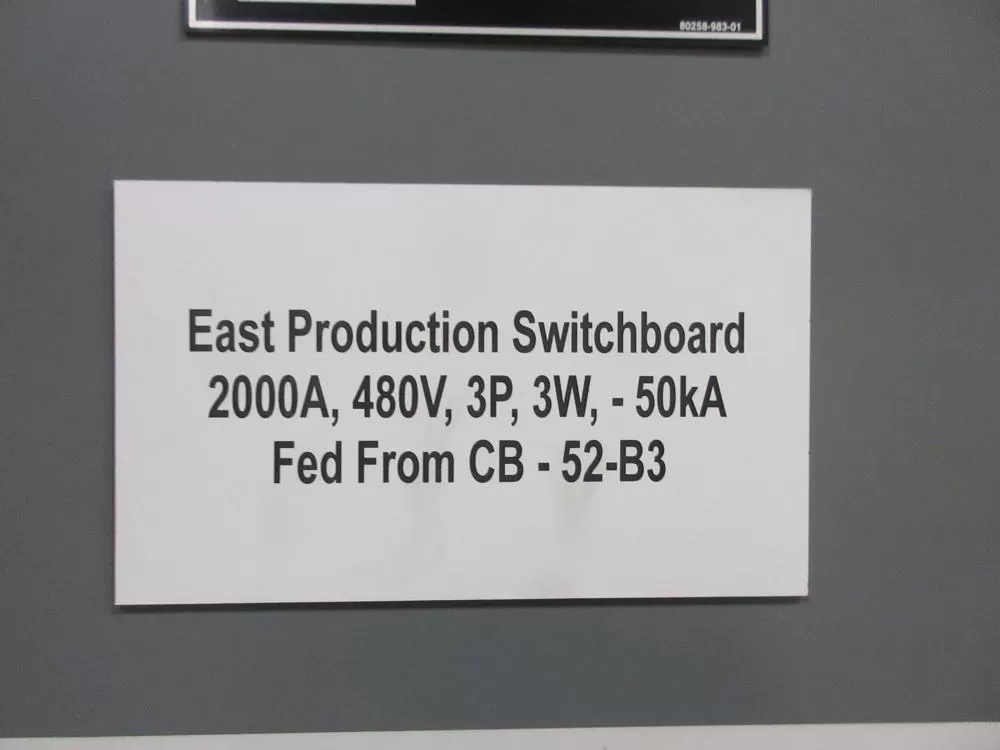 80258-983-01
East Production Switchboard
2000A, 480V, 3P, 3W, - 50kA
Fed From CB - 52-B3